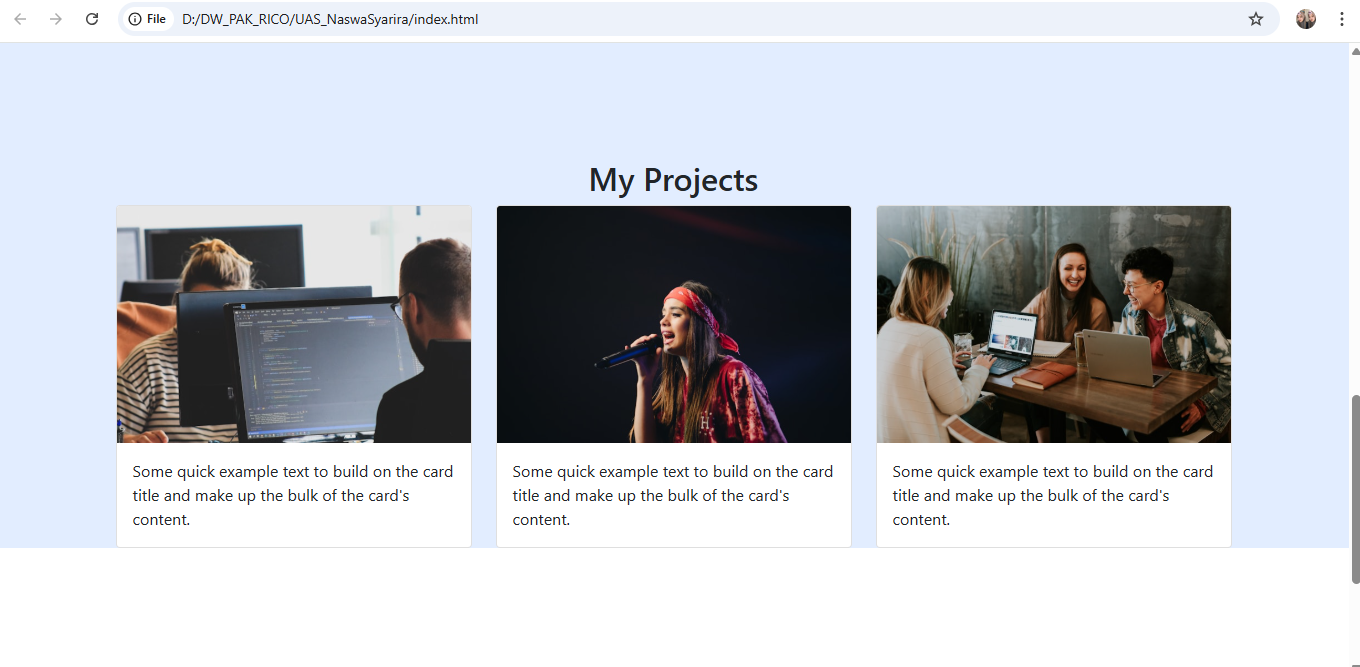 File
D:/DW_PAK_RICO/UAS_NaswaSyarira/index.html
My Projects
Some quick example text to build on the card
title and make up the bulk of the card's
content.
Some quick example text to build on the card
title and make up the bulk of the card's
content.
Some quick example text to build on the card
title and make up the bulk of the card's
content.
H